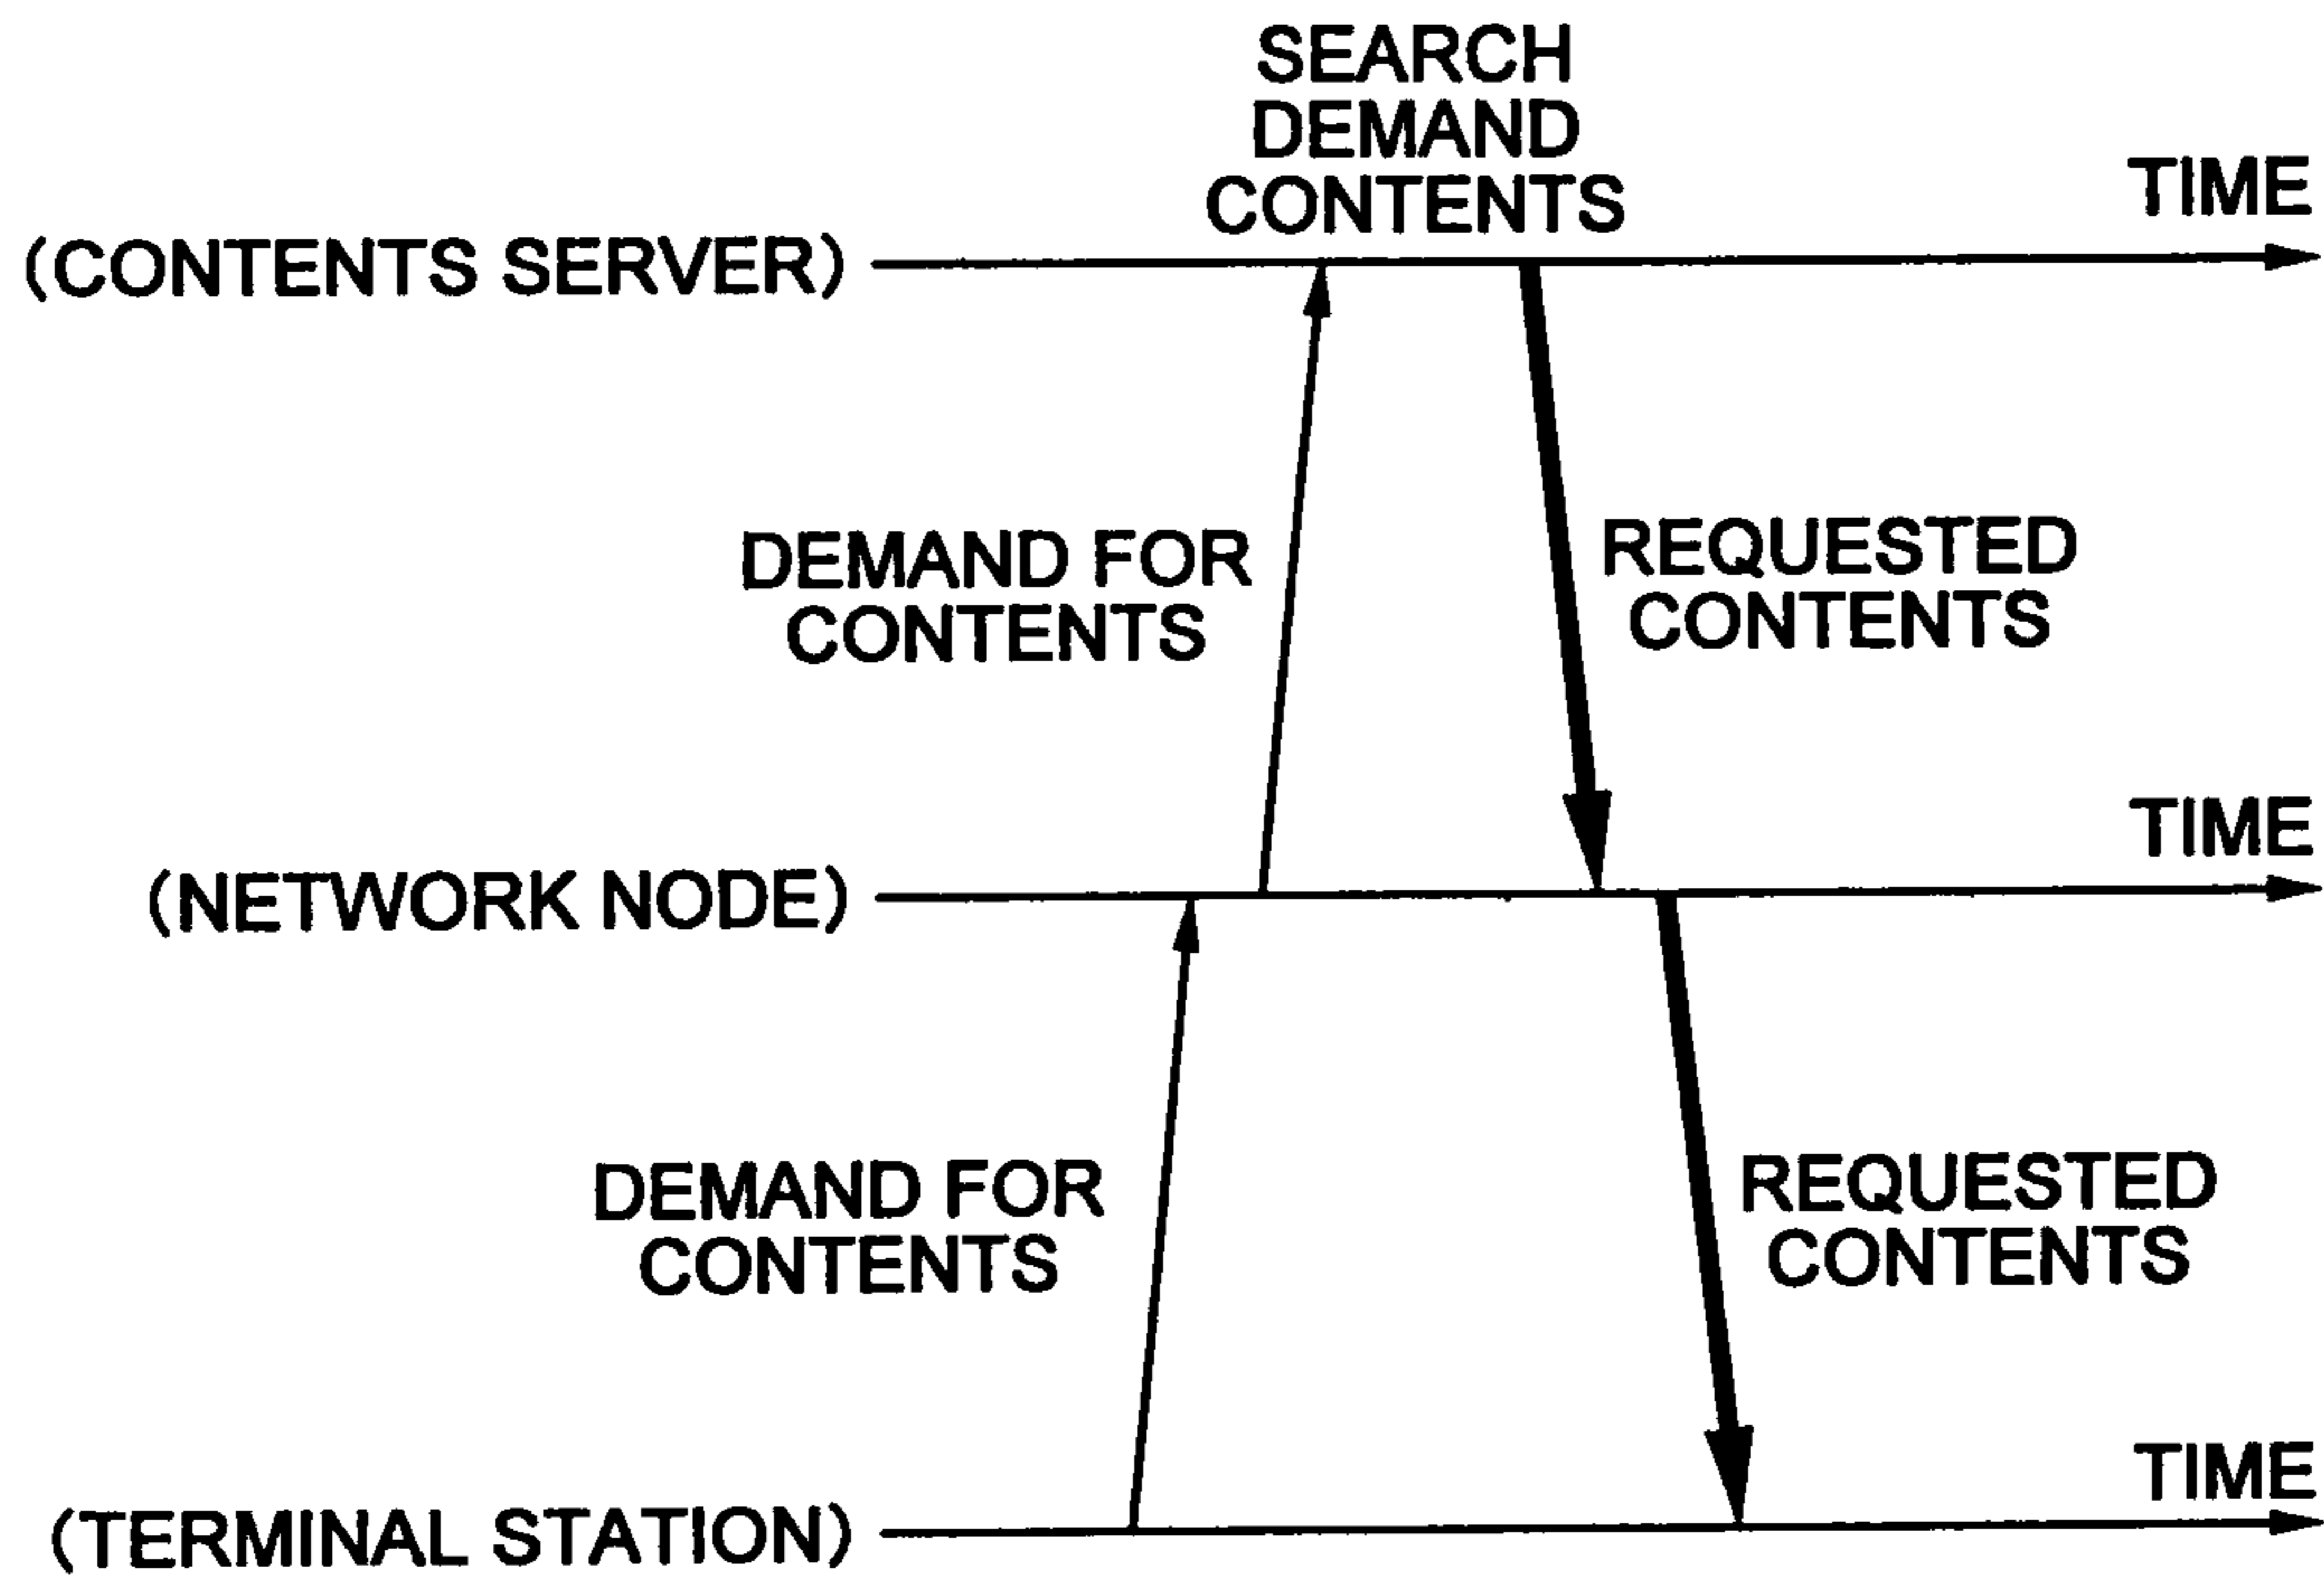 SEARCH
DEMAND
CONTENTS
TIME
(CONTENTS SERVER)
DEMAND FOR
CONTENTS
REQUESTED
CONTENTS
TIME
(NETWORK NODE)
DEMAND FOR
CONTENTS
REQUESTED
CONTENTS
TIME
(TERMINAL STATION)